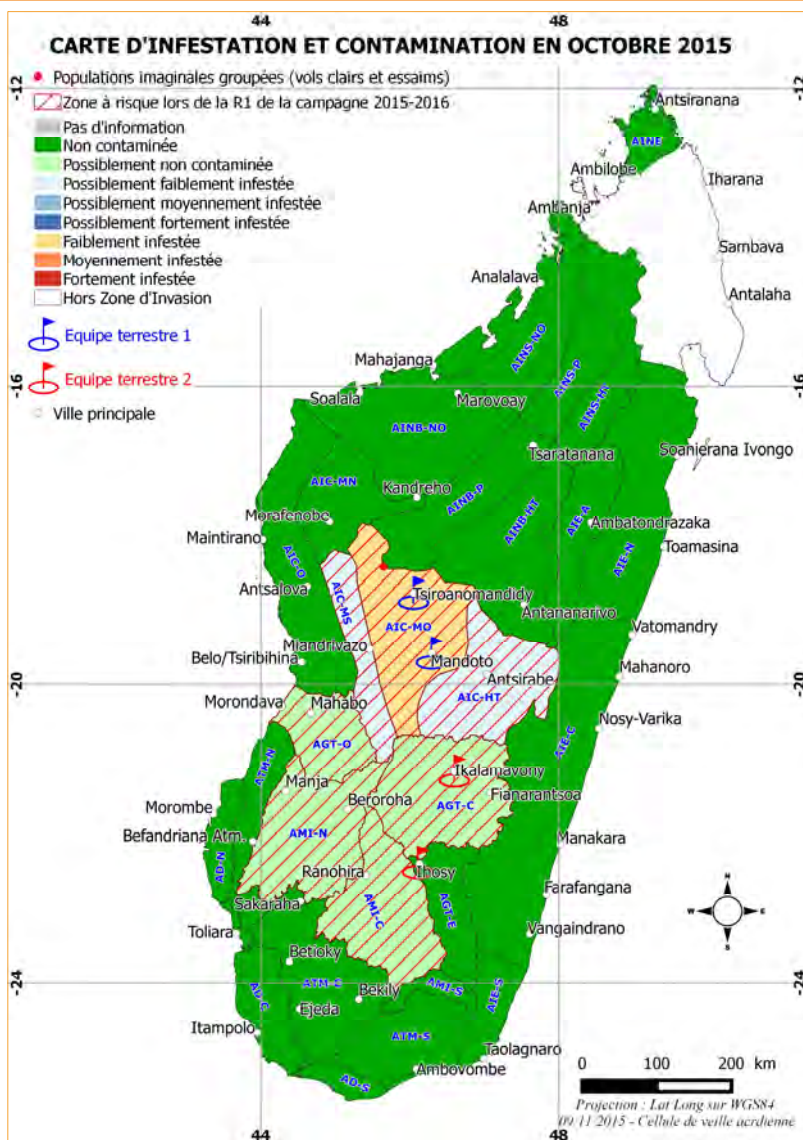 44
48
CARTE D'INFESTATION ET CONTAMINATION EN OCTOBRE 2015
Populations imaginales groupées (vols clairs et essaims)
Zone à risque lors de la R1 de la campagne 2015-2016
Pas d'information
Non contaminée
Possiblement non contaminée
Possiblement faiblement infestée
Possiblement moyennement infestée
Possiblement fortement infestée
Faiblement infestée
Moyennement infestée
Fortement infestée
Hors Zone d'Invasion
Equipe terrestre 1
Equipe terrestre 2
Ville principale
-12
-12
Antsiranana
AINE
Ambilobe
Iharana
Ambanja
Sambava
Analalava
Antalaha
AINS-NO
Mahajanga
AINS-P
-16
-16
AINS-HT
Soalala
Marovoay
AINB-NO
Tsaratanana
Soanierana Ivongo
AIC-MN
Kandreho
AINB-P
AINB-HT
Morafenobe
AIE-A
Ambatondrazaka
Maintirano
Toamasina
AIC-O
AIE-N
Antsalova
AIC-MS
Tsiroanomandidy
Antananarivo
AIC-MO
Vatomandry
Miandrivazo
Belo/Tsiribihina
Mandoto
Mahanoro
-20
-20
Antsirabe
AIC-HT
Morondava
Mahabo
Nosy-Varika
AIE-C
AGT-O
ATM-N
Ikalamavony
Manja
Fianarantsoa
Morombe
Beroroha
AGT-C
AMI-N
Befandriana Atm.
Manakara
AD-N
Ranohira
Ihosy
Farafangana
Sakaraha
AMI-C
AGT-E
Toliara
Vangaindrano
Betioky
-24
-24
ATM-C
AMI-S
AD-C
Bekily
AIE-S
Ejeda
Itampolo
ATM-S
Taolagnaro
Ambovombe
AD-S
N
W
E
S
0 100 200 km
Projection : Lat Long sur WGS84
09 11 2015 - Cellule de veille acridienne
44
48